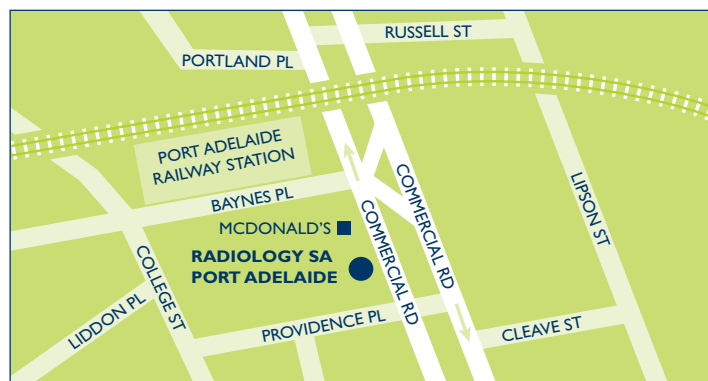 RUSSELL ST
PORTLAND PL
PORT ADELAIDE
RAILWAY STATION
BAYNES PL
MCDONALD'S
RADIOLOGY SA
PORT ADELAIDE
COMMERCIAL RD
COMMERCIAL RD
LIPSON ST
COLLEGE ST
LIDDON PL
PROVIDENCE PL
CLEAVE ST